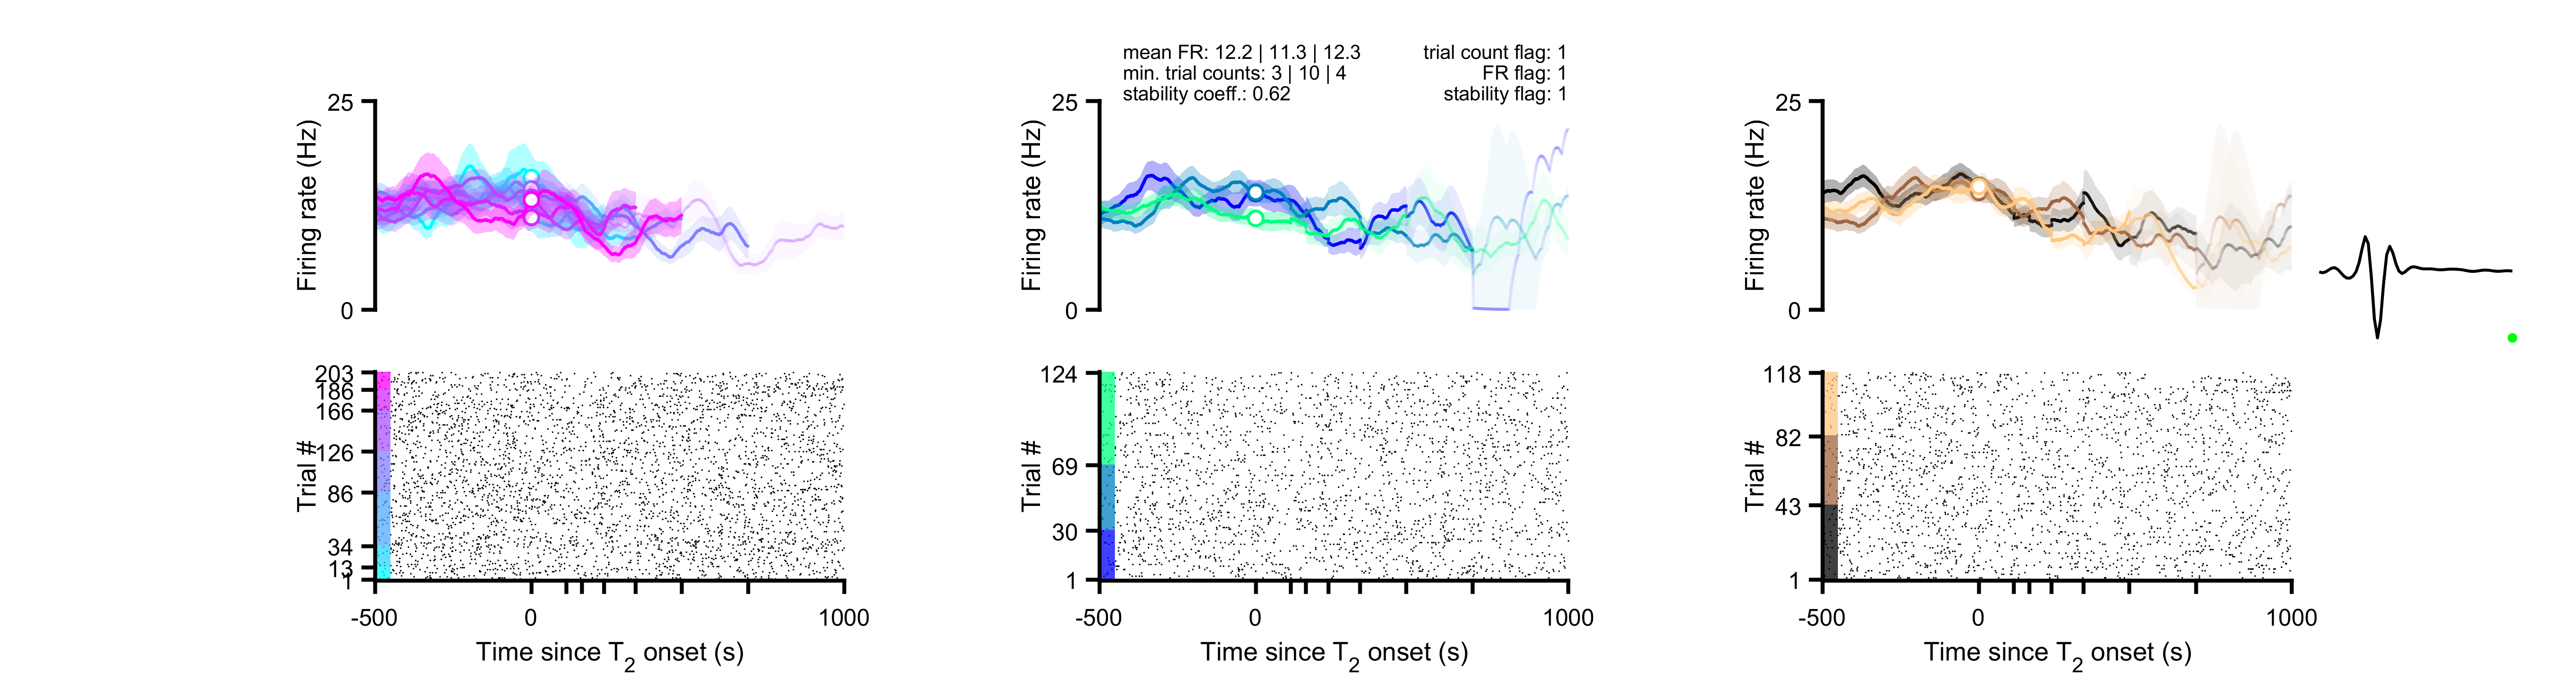 mean FR: 12.2 | 11.3 | 12.3
min. trial counts: 3 | 10 | 4
stability coeff.: 0.62
trial count flag: 1
FR flag: 1
stability flag: 1
Firing rate (Hz)
25
0
Firing rate (Hz)
25
0
Firing rate (Hz)
25
0
Trial #
203
186
166
126
86
34
13
1
-500
0
1000
Time since T2 onset (s)
Trial #
124
69
30
1
-500
0
1000
Time since T2 onset (s)
Trial #
118
82
43
1
-500
0
1000
Time since T2 onset (s)